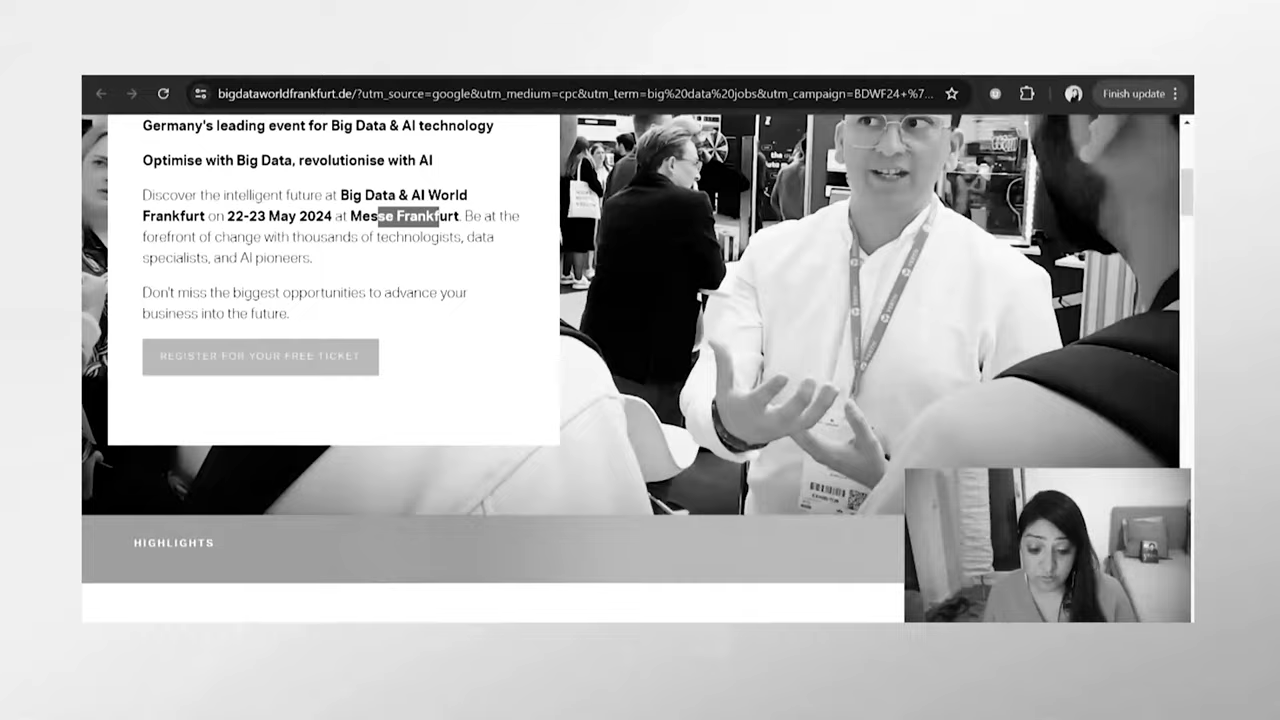 bigdataworldfrankfurt.de/?utm_source=google&utm_medium=cpc&utm_term=big%20data%20jobs&utm_campaign=BDWF24+%7...
Finish update
Germany's leading event for Big Data & AI technology
Optimise with Big Data, revolutionise with AI
Discover the intelligent future at Big Data & AI World
Frankfurt on 22-23 May 2024 at Messe Frankfurt. Be at the
forefront of change with thousands of technologists, data
specialists, and AI pioneers.
Don't miss the biggest opportunities to advance your
business into the future.
REGISTER FOR YOUR FREE TICKET
EXHIBITOR
HIGHLIGHTS